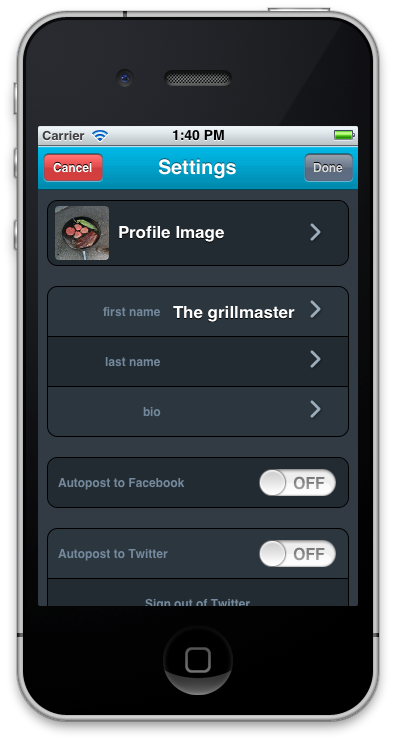 Carrier 1:40 PM
Cancel Settings Done
Profile Image
first name The grillmaster
last name
bio
Autopost to Facebook OFF
Autopost to Twitter OFF
Sign out of Twitter